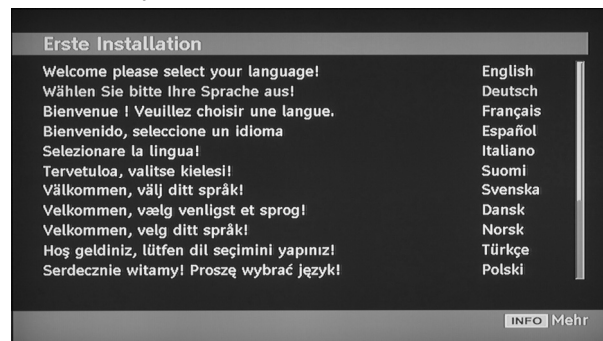 Erste Installation
Welcome please select your language! English
Wählen Sie bitte Ihre Sprache aus! Deutsch
Bienvenue ! Veuillez choisir une langue. Français
Bienvenido, seleccione un idioma Español
Selezionare la lingua! Italiano
Tervetuloa, valitse kielesi! Suomi
Välkommen, välj ditt språk! Svenska
Velkommen, vælg venligst et sprog! Dansk
Velkommen, velg ditt språk! Norsk
Hoş geldiniz, lütfen dil seçimini yapınız! Türkçe
Serdecznie witamy! Proszę wybrać język! Polski
INFO Mehr